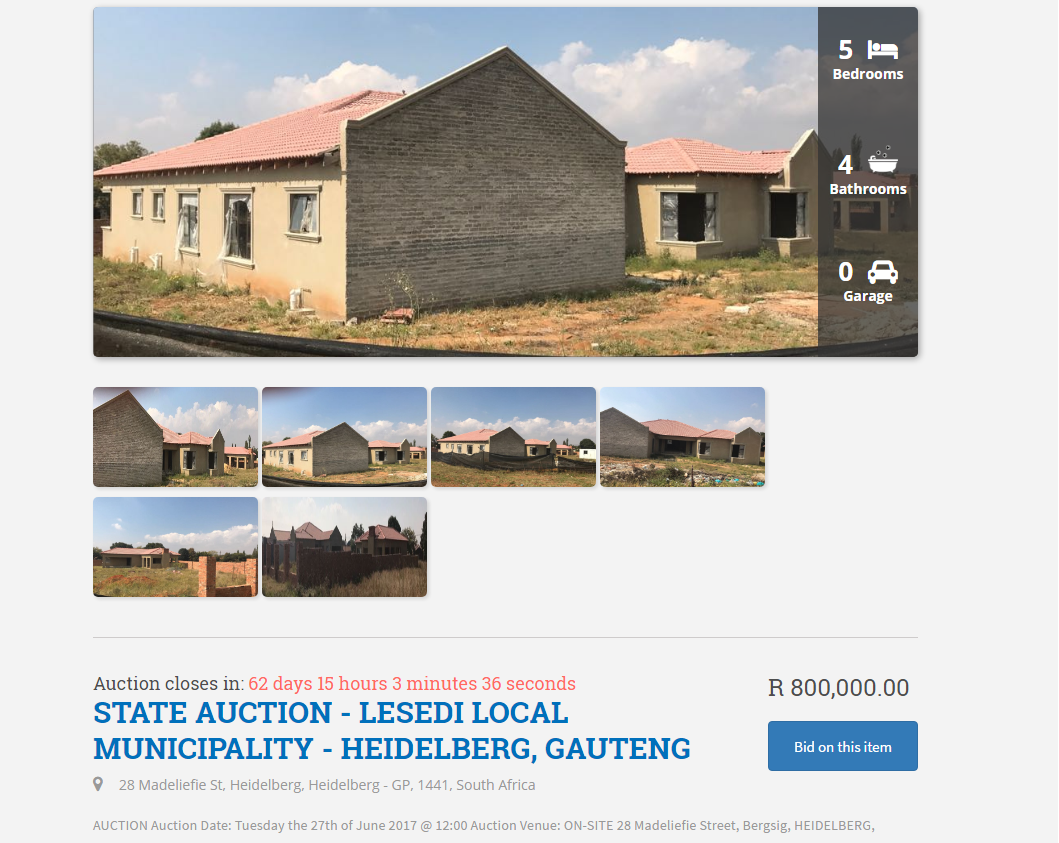 5
Bedrooms
4
Bathrooms
0
Garage
Auction closes in: 62 days 15 hours 3 minutes 36 seconds
R 800,000.00
STATE AUCTION - LESEDI LOCAL
MUNICIPALITY - HEIDELBERG, GAUTENG
Bid on this item
28 Madeliefie St, Heidelberg, Heidelberg - GP, 1441, South Africa
AUCTION Auction Date: Tuesday the 27th of June 2017 @ 12:00 Auction Venue: ON-SITE 28 Madeliefie Street, Bergsig, HEIDELBERG,